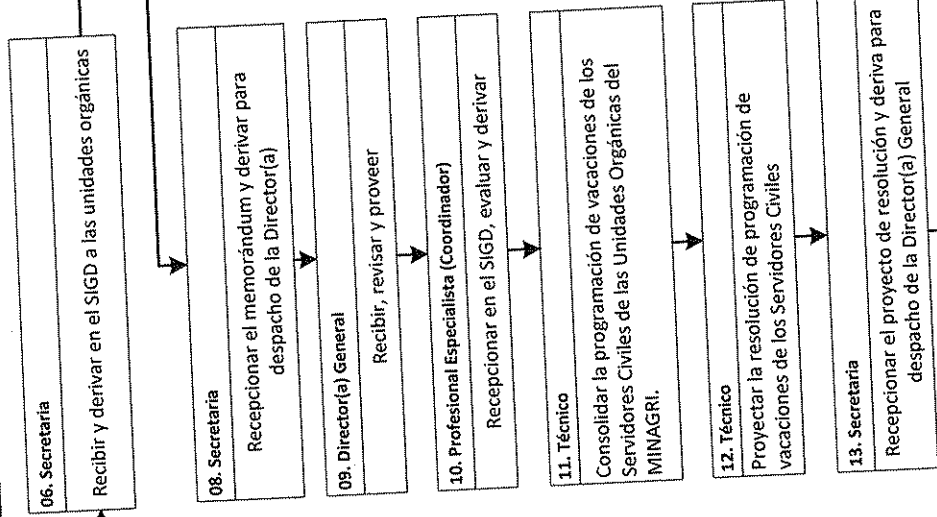 06. Secretaria
Recibir y derivar en el SIGD a las unidades orgánicas
08. Secretaria
Recepcionar el memorándum y derivar para
despacho de la Director(a)
09. Director(a) General
Recibir, revisar y proveer
10. Profesional Especialista (Coordinador)
Recepcionar en el SIGD, evaluar y derivar
11. Técnico
Consolidar la programación de vacaciones de los
Servidores Civiles de las Unidades Orgánicas del
MINAGRI.
12. Técnico
Proyectar la resolución de programación de
vacaciones de los Servidores Civiles
13. Secretaria
Recepcionar el proyecto de resolución y deriva para
despacho de la Director(a) General